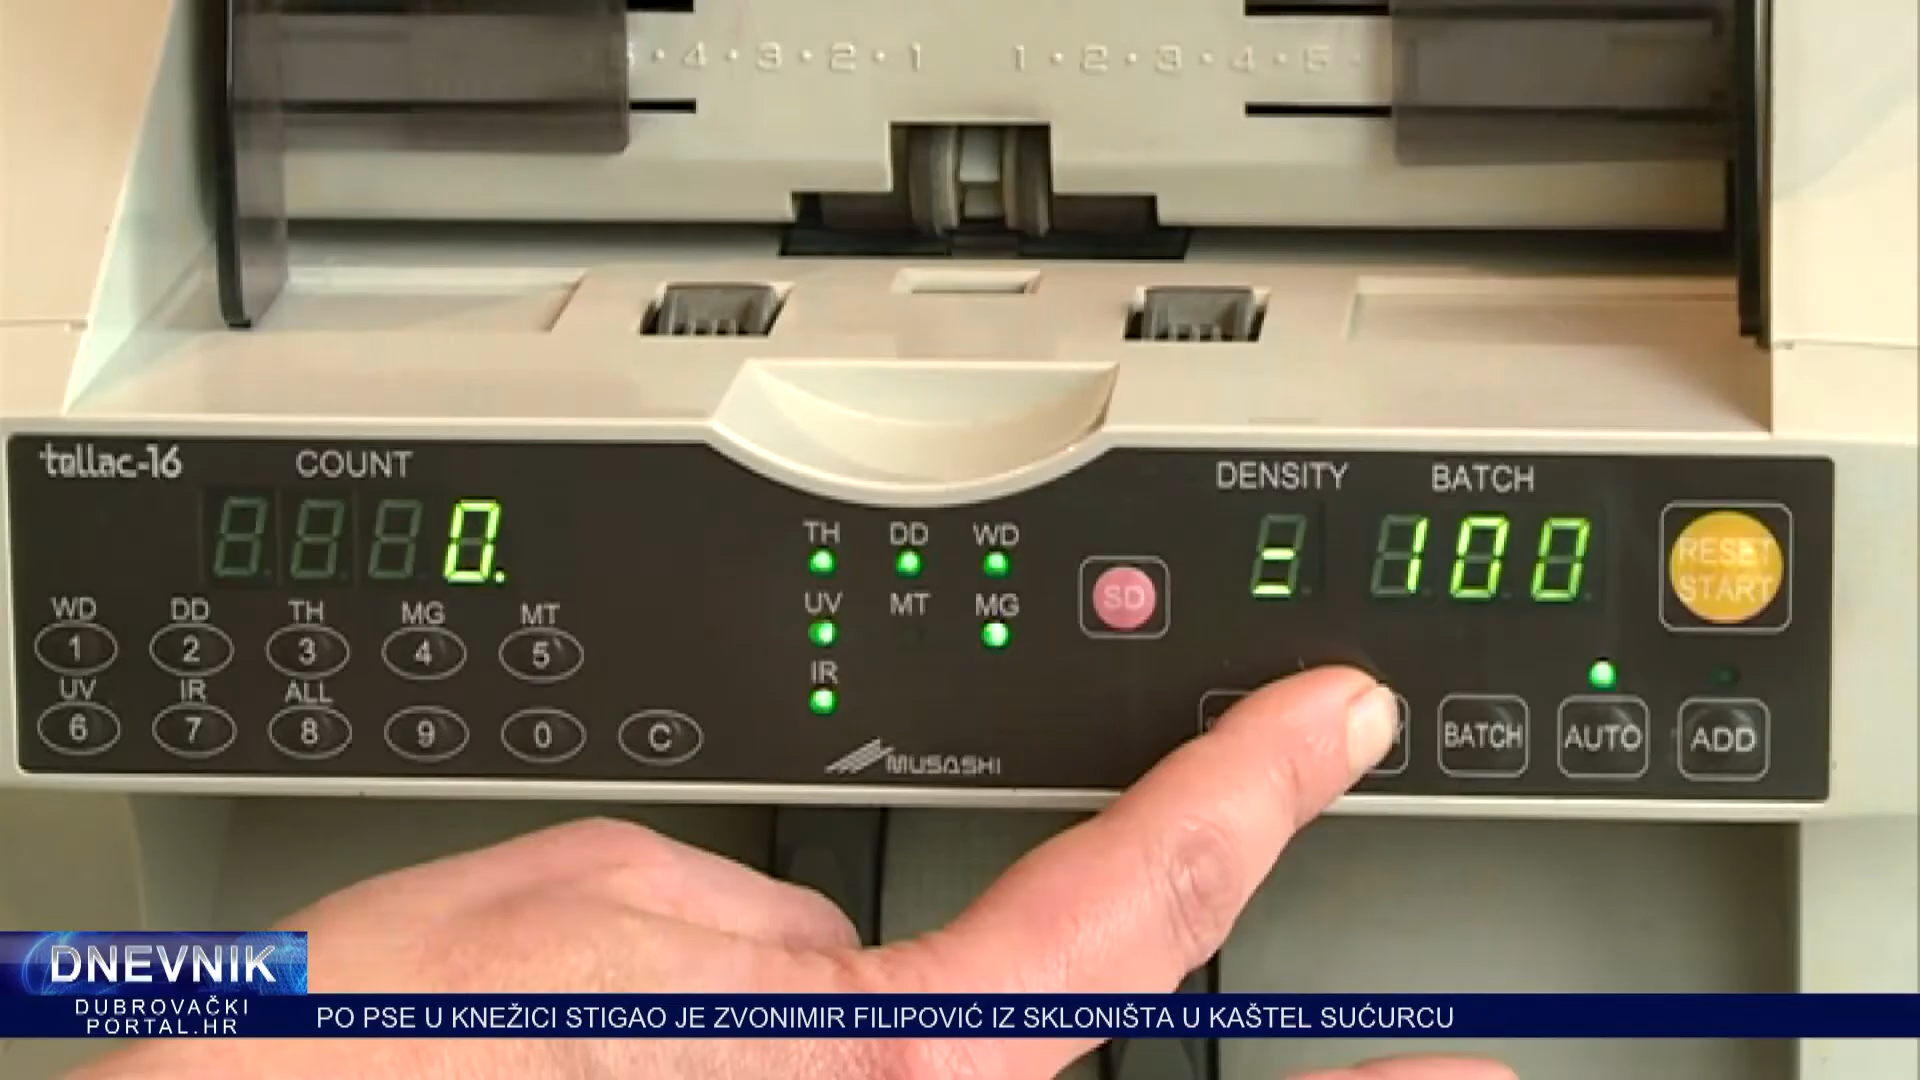 5 • 4 • 3 • 2 • 1 1 • 2 • 3 • 4 • 5 •
tellac-16 COUNT DENSITY BATCH
0. = 100
RESET
START
TH DD WD
UV MT MG
IR
SD
WD DD TH MG MT
1 2 3 4 5
UV IR ALL
6 7 8 9 0 C
MUSASHI
BATCH AUTO ADD
DNEVNIK
DUBROVAČKI
PORTAL.HR
PO PSE U KNEŽICI STIGAO JE ZVONIMIR FILIPOVIĆ IZ SKLONIŠTA U KAŠTEL SUĆURCU